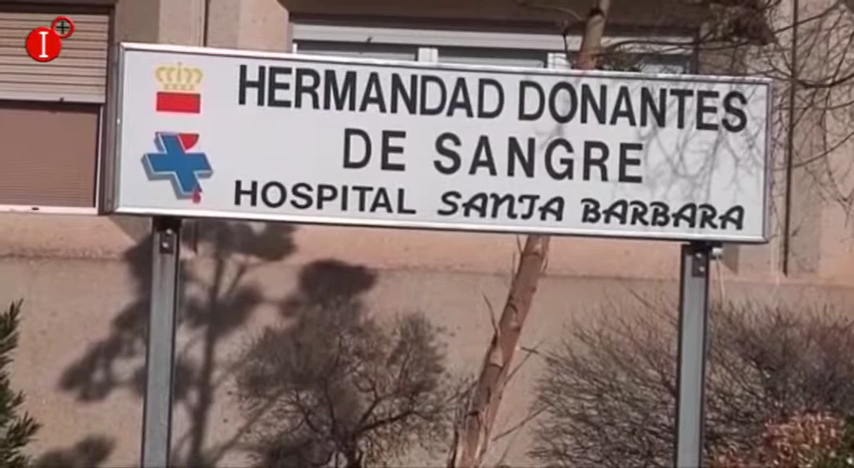 I+
HERMANDAD DONANTES
DE SANGRE
HOSPITAL SANTA BARBARA